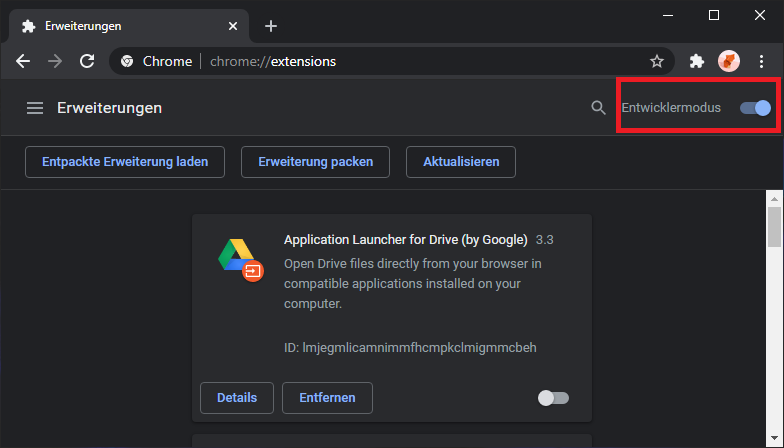 Erweiterungen
Chrome chrome://extensions
Erweiterungen Entwicklermodus
Entpackte Erweiterung laden Erweiterung packen Aktualisieren
Application Launcher for Drive (by Google) 3.3
Open Drive files directly from your browser in
compatible applications installed on your
computer.
ID: lmjegmlicamnimmfhcmpkclmigmmcbeh
Details Entfernen